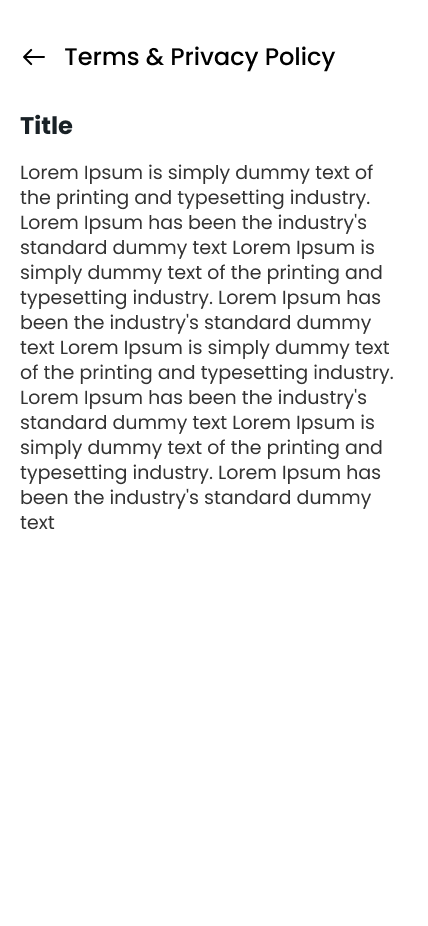 Terms & Privacy Policy
Title
Lorem Ipsum is simply dummy text of
the printing and typesetting industry.
Lorem Ipsum has been the industry's
standard dummy text Lorem Ipsum is
simply dummy text of the printing and
typesetting industry. Lorem Ipsum has
been the industry's standard dummy
text Lorem Ipsum is simply dummy text
of the printing and typesetting industry.
Lorem Ipsum has been the industry's
standard dummy text Lorem Ipsum is
simply dummy text of the printing and
typesetting industry. Lorem Ipsum has
been the industry's standard dummy
text